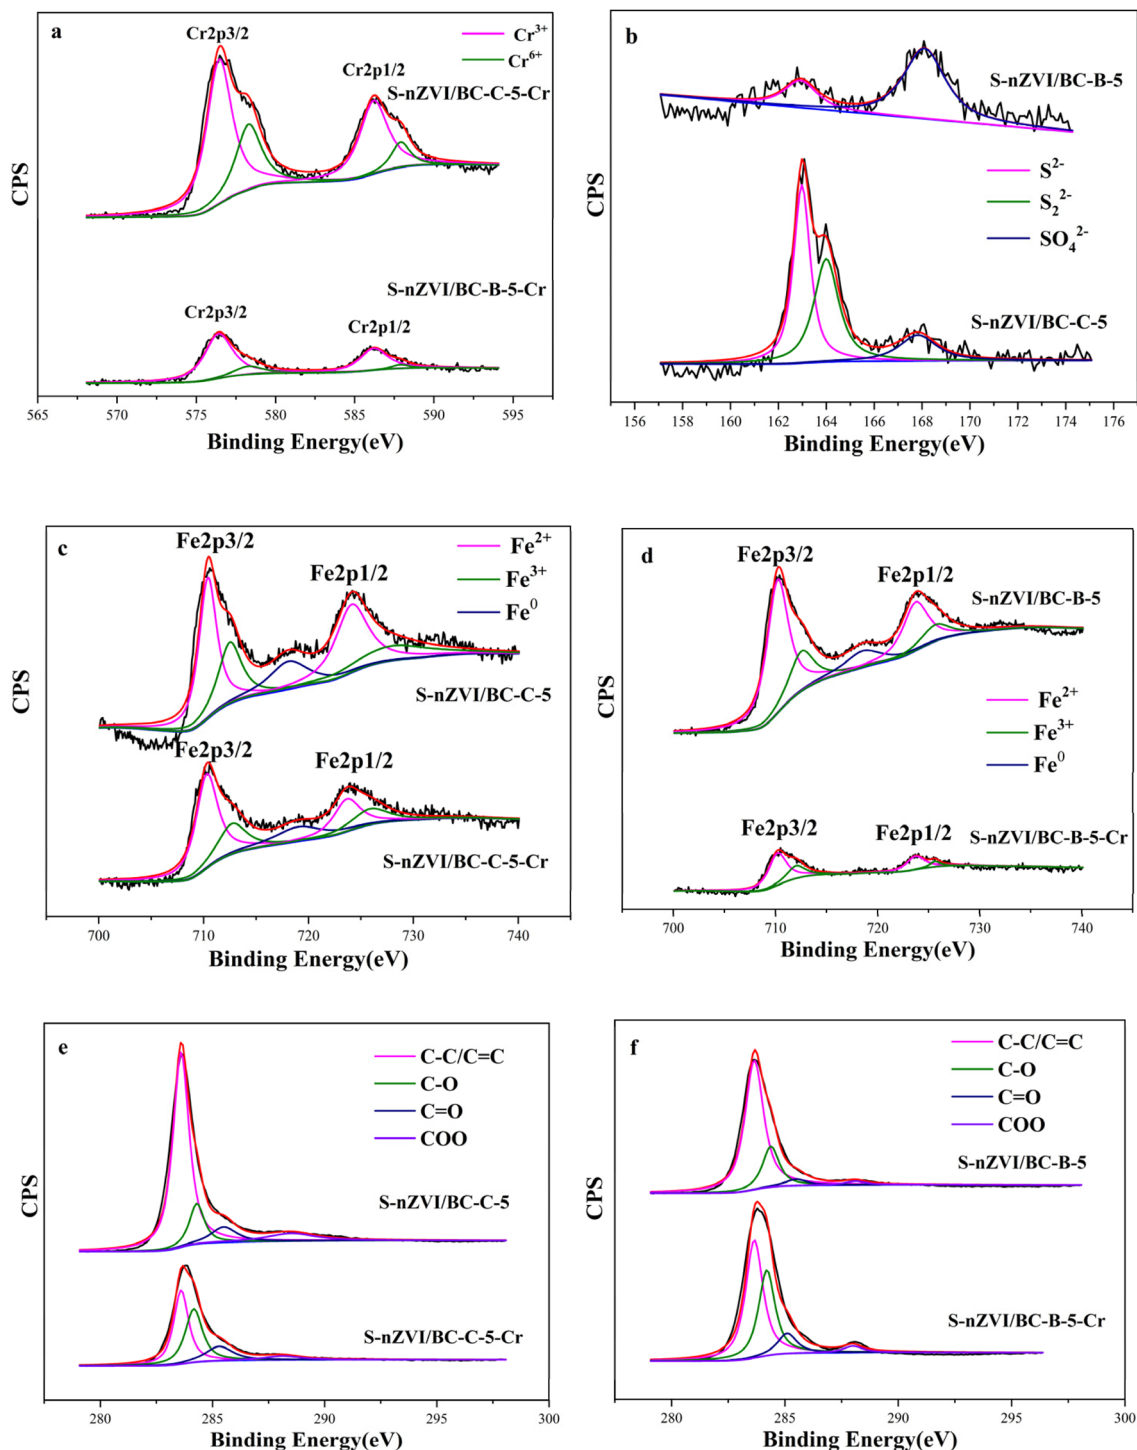 a
Cr2p3/2
Cr³⁺
Cr⁶⁺
Cr2p1/2
S-nZVI/BC-C-5-Cr
S-nZVI/BC-B-5-Cr
Cr2p3/2
Cr2p1/2
CPS
565 570 575 580 585 590 595
Binding Energy(eV)
b
S-nZVI/BC-B-5
S²⁻
S₂²⁻
SO₄²⁻
S-nZVI/BC-C-5
CPS
156 158 160 162 164 166 168 170 172 174 176
Binding Energy(eV)
c
Fe2p3/2
Fe²⁺
Fe³⁺
Fe⁰
Fe2p1/2
S-nZVI/BC-C-5
Fe2p3/2
Fe2p1/2
S-nZVI/BC-C-5-Cr
CPS
700 710 720 730 740
Binding Energy(eV)
d
Fe2p3/2
Fe2p1/2
S-nZVI/BC-B-5
Fe²⁺
Fe³⁺
Fe⁰
Fe2p3/2
Fe2p1/2
S-nZVI/BC-B-5-Cr
CPS
700 710 720 730 740
Binding Energy(eV)
e
C-C/C=C
C-O
C=O
COO
S-nZVI/BC-C-5
S-nZVI/BC-C-5-Cr
CPS
280 285 290 295 300
Binding Energy(eV)
f
C-C/C=C
C-O
C=O
COO
S-nZVI/BC-B-5
S-nZVI/BC-B-5-Cr
CPS
280 285 290 295 300
Binding Energy(eV)